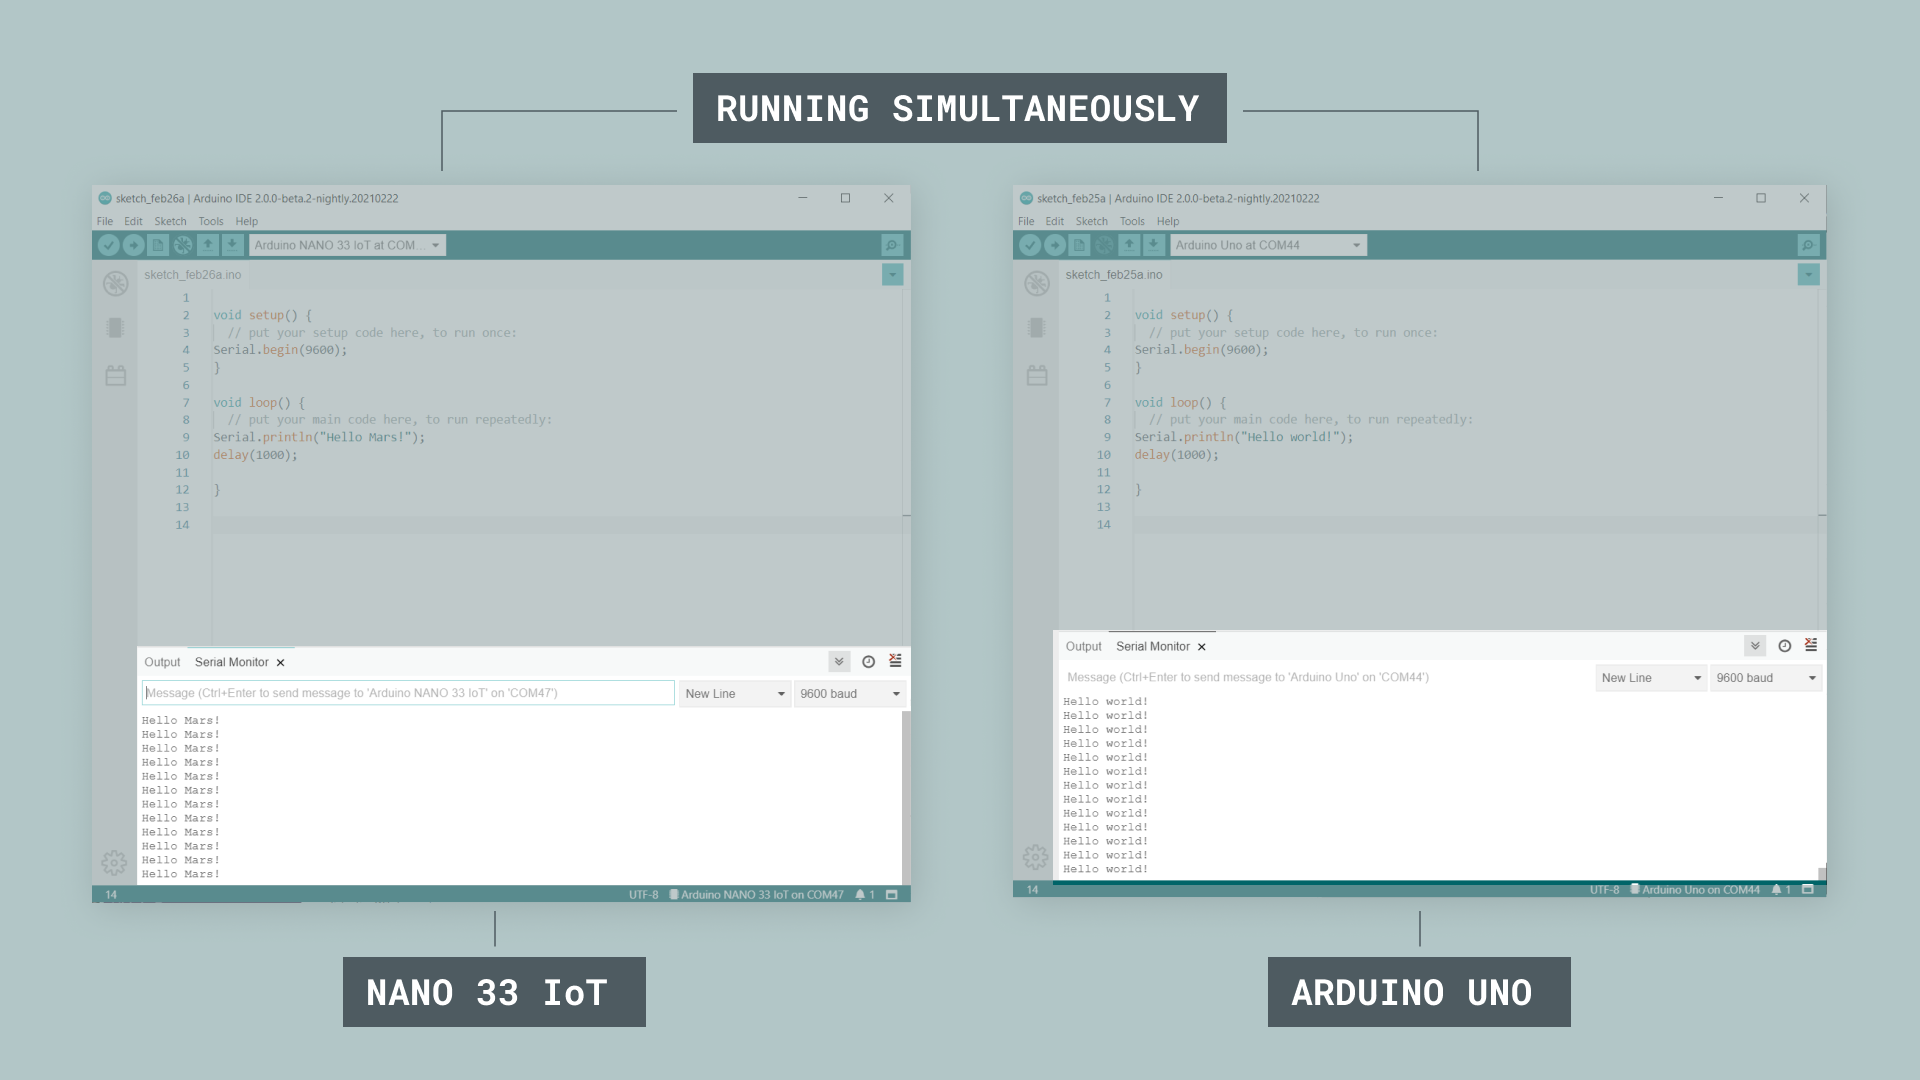 RUNNING SIMULTANEOUSLY
sketch_feb26a | Arduino IDE 2.0.0-beta.2-nightly.20210222
File Edit Sketch Tools Help
Arduino NANO 33 IoT at COM...
sketch_feb26a.ino
1
2 void setup() {
3 // put your setup code here, to run once:
4 Serial.begin(9600);
5 }
6
7 void loop() {
8 // put your main code here, to run repeatedly:
9 Serial.println("Hello Mars!");
10 delay(1000);
11
12 }
13
14
Output Serial Monitor
Message (Ctrl+Enter to send message to 'Arduino NANO 33 IoT' on 'COM47')
New Line 9600 baud
Hello Mars!
Hello Mars!
Hello Mars!
Hello Mars!
Hello Mars!
Hello Mars!
Hello Mars!
Hello Mars!
Hello Mars!
Hello Mars!
Hello Mars!
Hello Mars!
14 UTF-8 Arduino NANO 33 IoT on COM47 1
NANO 33 IoT
sketch_feb25a | Arduino IDE 2.0.0-beta.2-nightly.20210222
File Edit Sketch Tools Help
Arduino Uno at COM44
sketch_feb25a.ino
1
2 void setup() {
3 // put your setup code here, to run once:
4 Serial.begin(9600);
5 }
6
7 void loop() {
8 // put your main code here, to run repeatedly:
9 Serial.println("Hello world!");
10 delay(1000);
11
12 }
13
14
Output Serial Monitor
Message (Ctrl+Enter to send message to 'Arduino Uno' on 'COM44')
New Line 9600 baud
Hello world!
Hello world!
Hello world!
Hello world!
Hello world!
Hello world!
Hello world!
Hello world!
Hello world!
Hello world!
Hello world!
Hello world!
Hello world!
14 UTF-8 Arduino Uno on COM44 1
ARDUINO UNO